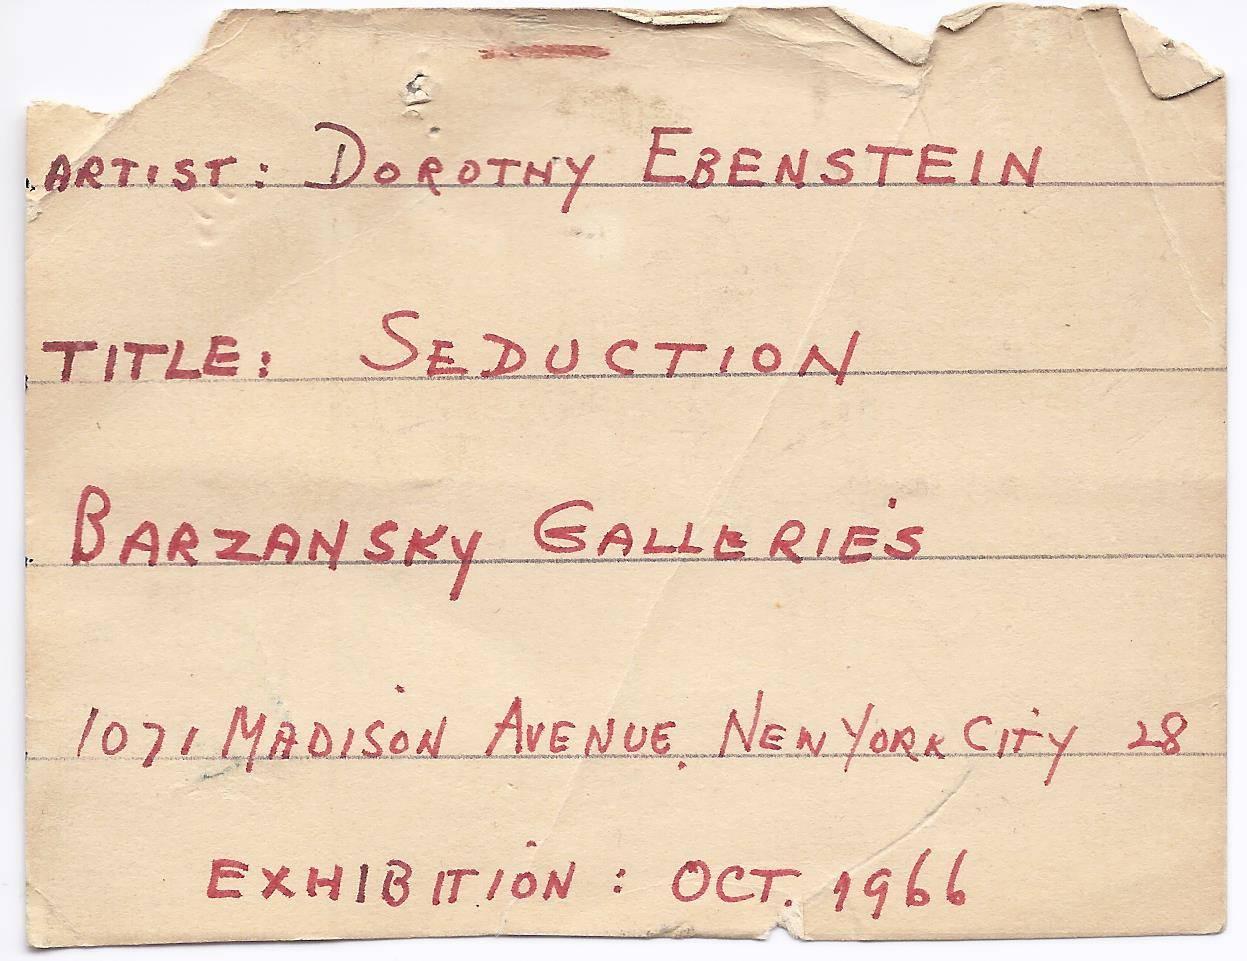 ARTIST: DOROTHY EBENSTEIN
TITLE: SEDUCTION
BARZANSKY GALLERIES
1071 MADISON AVENUE, NEW YORK CITY 28
EXHIBITION: OCT. 1966